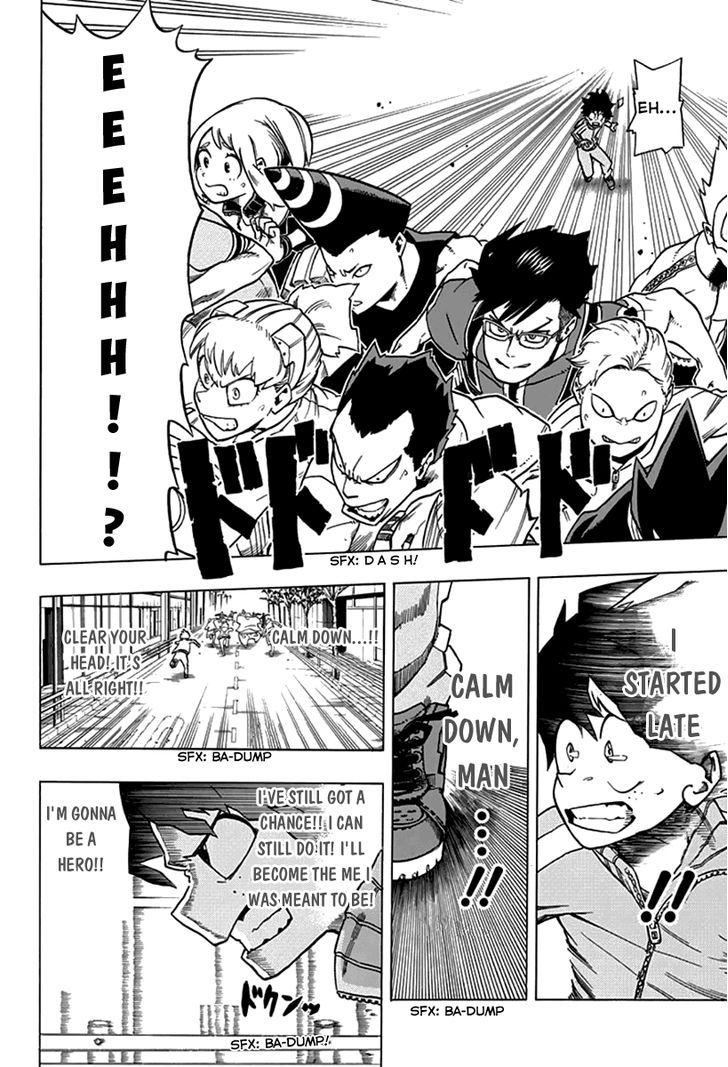 EH...
EEEHHH!!?
ドドドド
SFX: D A S H!
I
STARTED
LATE
!!
CALM
DOWN,
MAN
...!!
SFX: BA-DUMP
CALM DOWN...!!
CLEAR YOUR
HEAD! IT'S
ALL RIGHT!!
SFX: BA-DUMP
I'VE STILL GOT A
CHANCE!! I CAN
STILL DO IT! I'LL
BECOME THE ME I
WAS MEANT TO BE!
I'M GONNA
BE A
HERO!!
ドクンッ
SFX: BA-DUMP!